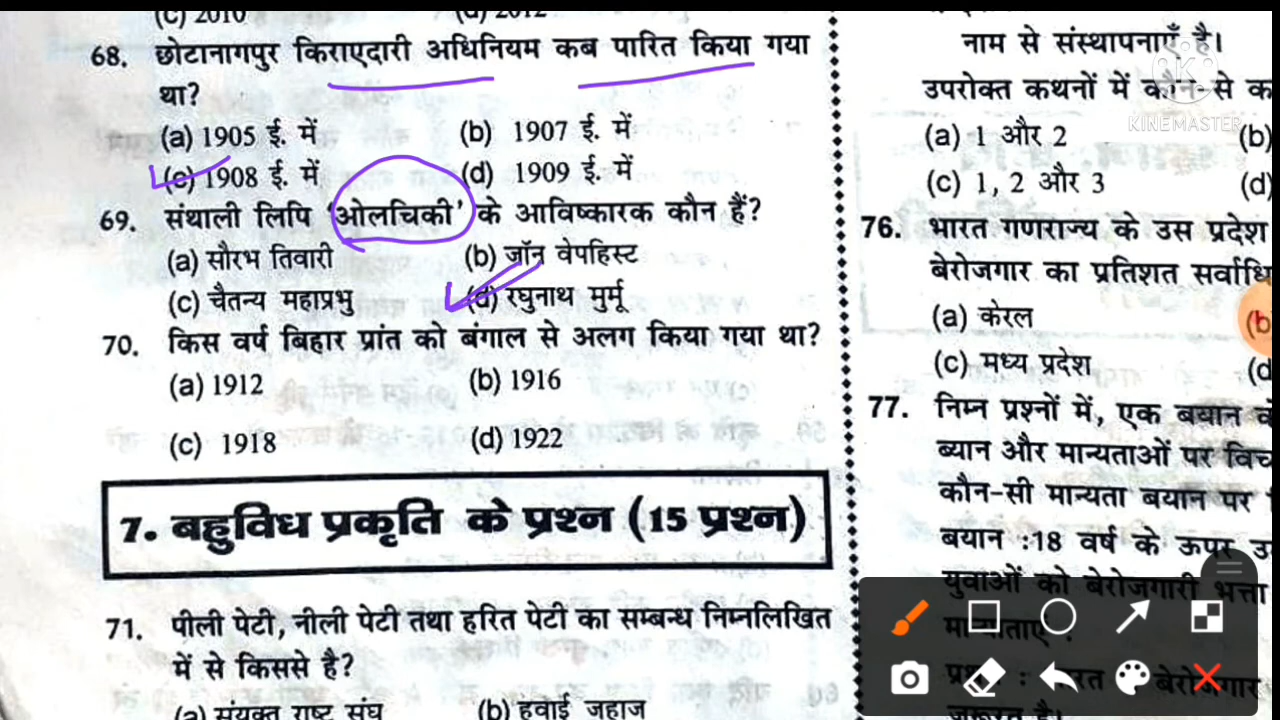 (c) 2010 (d) 2012
68. छोटानागपुर किराएदारी अधिनियम कब पारित किया गया
था?
(a) 1905 ई. में (b) 1907 ई. में
(c) 1908 ई. में (d) 1909 ई. में
69. संथाली लिपि 'ओलचिकी' के आविष्कारक कौन हैं?
(a) सौरभ तिवारी (b) जॉन वेपहिस्ट
(c) चैतन्य महाप्रभु (d) रघुनाथ मुर्मू
70. किस वर्ष बिहार प्रांत को बंगाल से अलग किया गया था?
(a) 1912 (b) 1916
(c) 1918 (d) 1922
7. बहुविध प्रकृति के प्रश्न (15 प्रश्न)
71. पीली पेटी, नीली पेटी तथा हरित पेटी का सम्बन्ध निम्नलिखित
में से किससे है?
(a) संयुक्त राष्ट्र संघ (b) हवाई जहाज
नाम से संस्थापनाएँ है।
उपरोक्त कथनों में कौन-से
(a) 1 और 2 (b)
(c) 1, 2 और 3 (d)
76. भारत गणराज्य के उस प्रदेश
बेरोजगार का प्रतिशत
(a) केरल (b
(c) मध्य प्रदेश (d
77. निम्न प्रश्नों में, एक बयान
ब्यान और मान्यताओं पर
कौन-सी मान्यता बयान पर
बयान :18 वर्ष के ऊपर
युवाओं को बेरोजगारी भत्ता
बेरोजगार
जरूरत है।
K
KINEMASTER